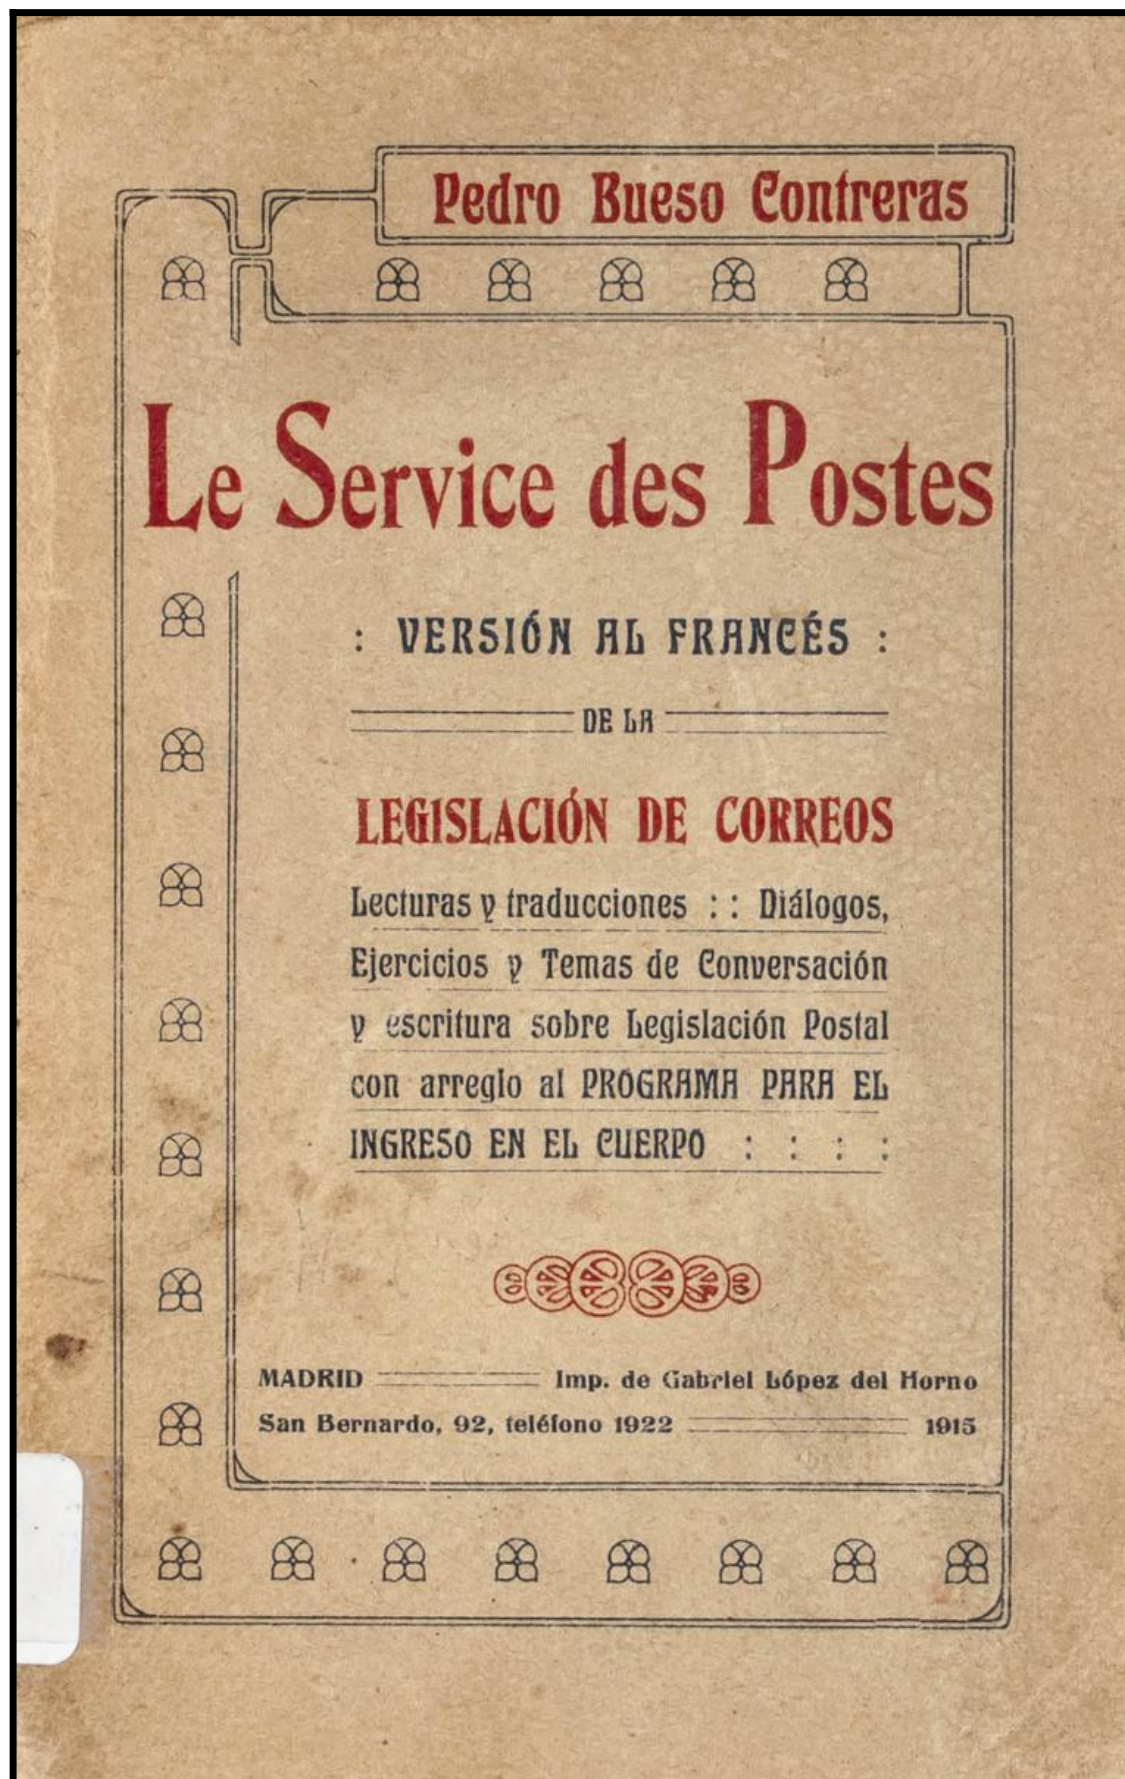 Pedro Bueso Contreras
Le Service des Postes
: VERSIÓN AL FRANCÉS :
DE LA
LEGISLACIÓN DE CORREOS
Lecturas y traducciones : : Diálogos,
Ejercicios y Temas de Conversación
y escritura sobre Legislación Postal
con arreglo al PROGRAMA PARA EL
INGRESO EN EL CUERPO : : : :
MADRID Imp. de Gabriel López del Horno
San Bernardo, 92, teléfono 1922 1915